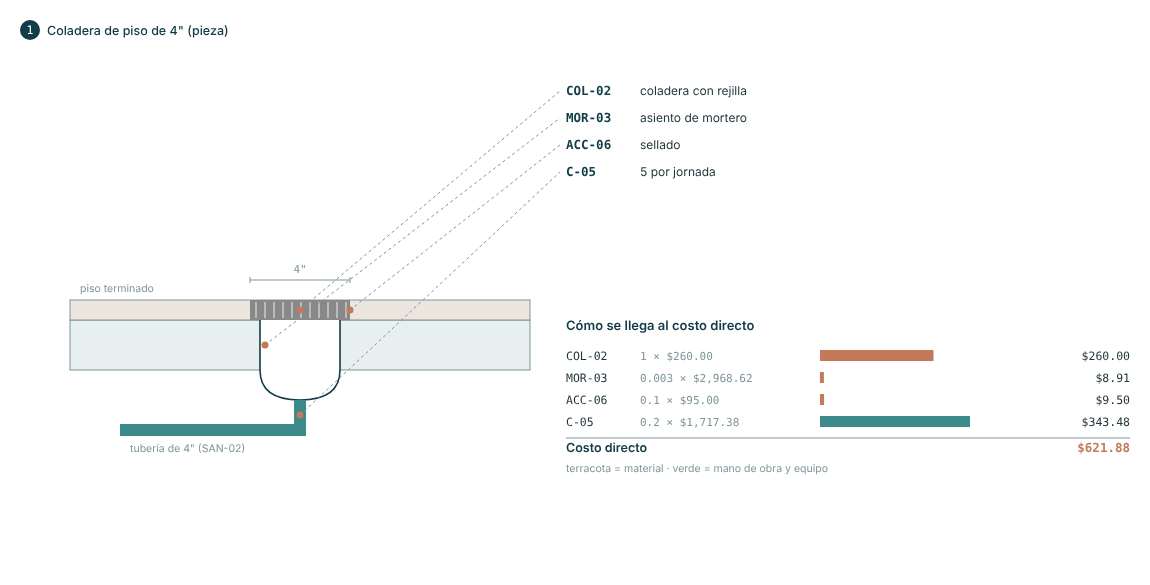 1 Coladera de piso de 4" (pieza)
COL-02 coladera con rejilla
MOR-03 asiento de mortero
ACC-06 sellado
C-05 5 por jornada
4"
piso terminado
tubería de 4" (SAN-02)
Cómo se llega al costo directo
COL-02 1 × $260.00 $260.00
MOR-03 0.003 × $2,968.62 $8.91
ACC-06 0.1 × $95.00 $9.50
C-05 0.2 × $1,717.38 $343.48
Costo directo $621.88
terracota = material · verde = mano de obra y equipo